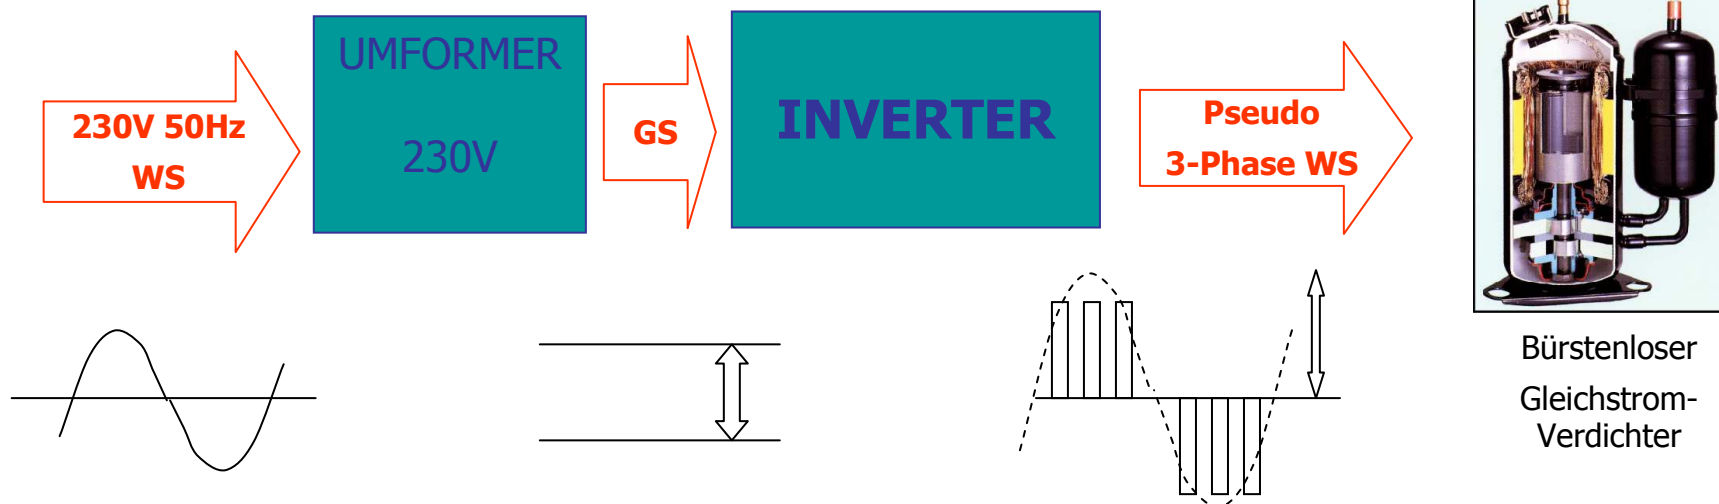 230V 50Hz
WS
UMFORMER
230V
GS
INVERTER
Pseudo
3-Phase WS
Bürstenloser
Gleichstrom-
Verdichter